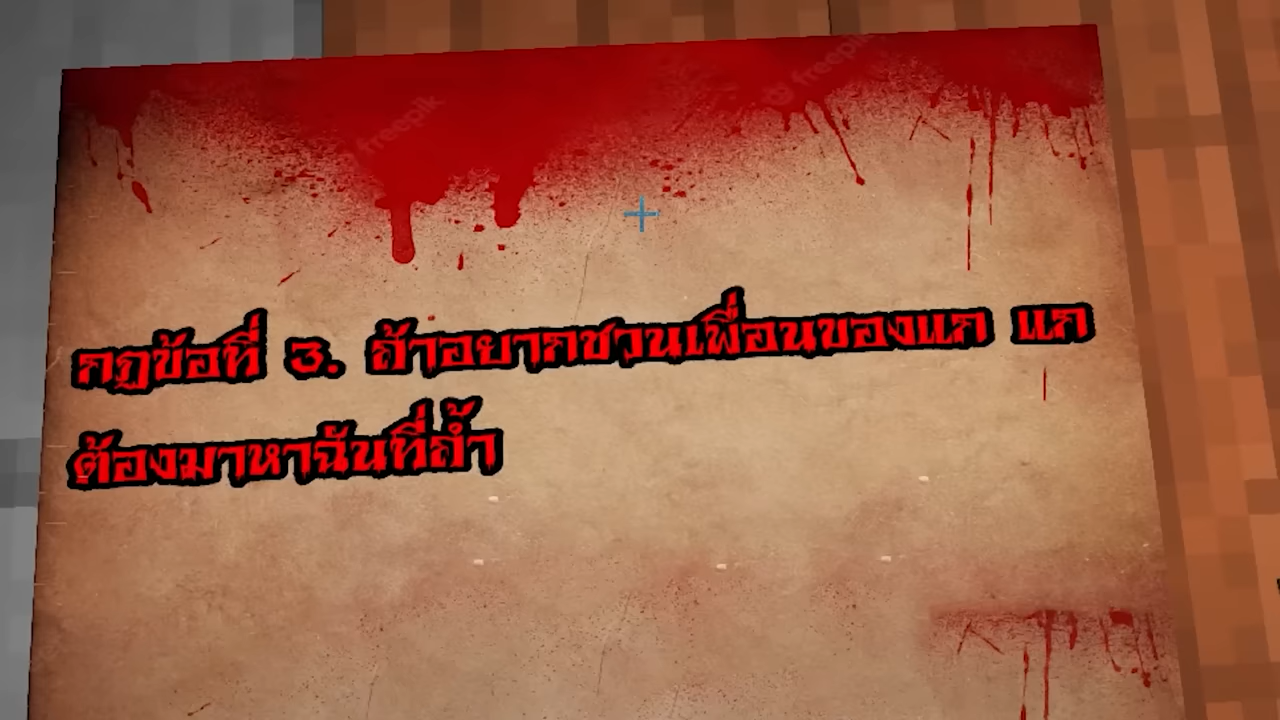 กฎข้อที่ 3. ถ้าอยากชวนเพื่อนของแก แก
ต้องมาหาฉันที่ถ้ำ
freepik
freepik